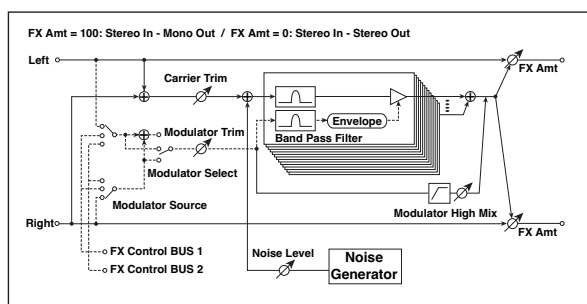 FX Amt = 100: Stereo In - Mono Out / FX Amt = 0: Stereo In - Stereo Out
Left
Carrier Trim
FX Amt
Envelope
Band Pass Filter
Modulator Trim
Modulator Select
Modulator Source
Modulator High Mix
Right
FX Amt
FX Control BUS 1
FX Control BUS 2
Noise Level
Noise
Generator